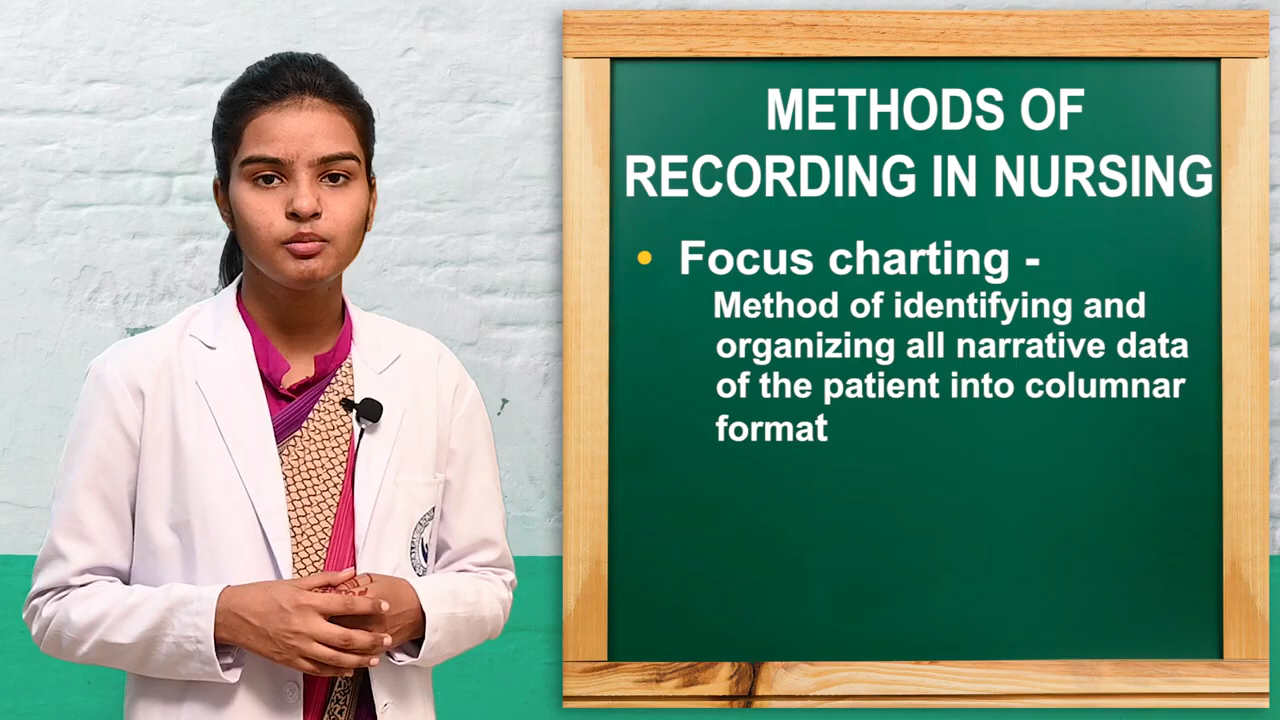 METHODS OF
RECORDING IN NURSING
• Focus charting -
Method of identifying and
organizing all narrative data
of the patient into columnar
format